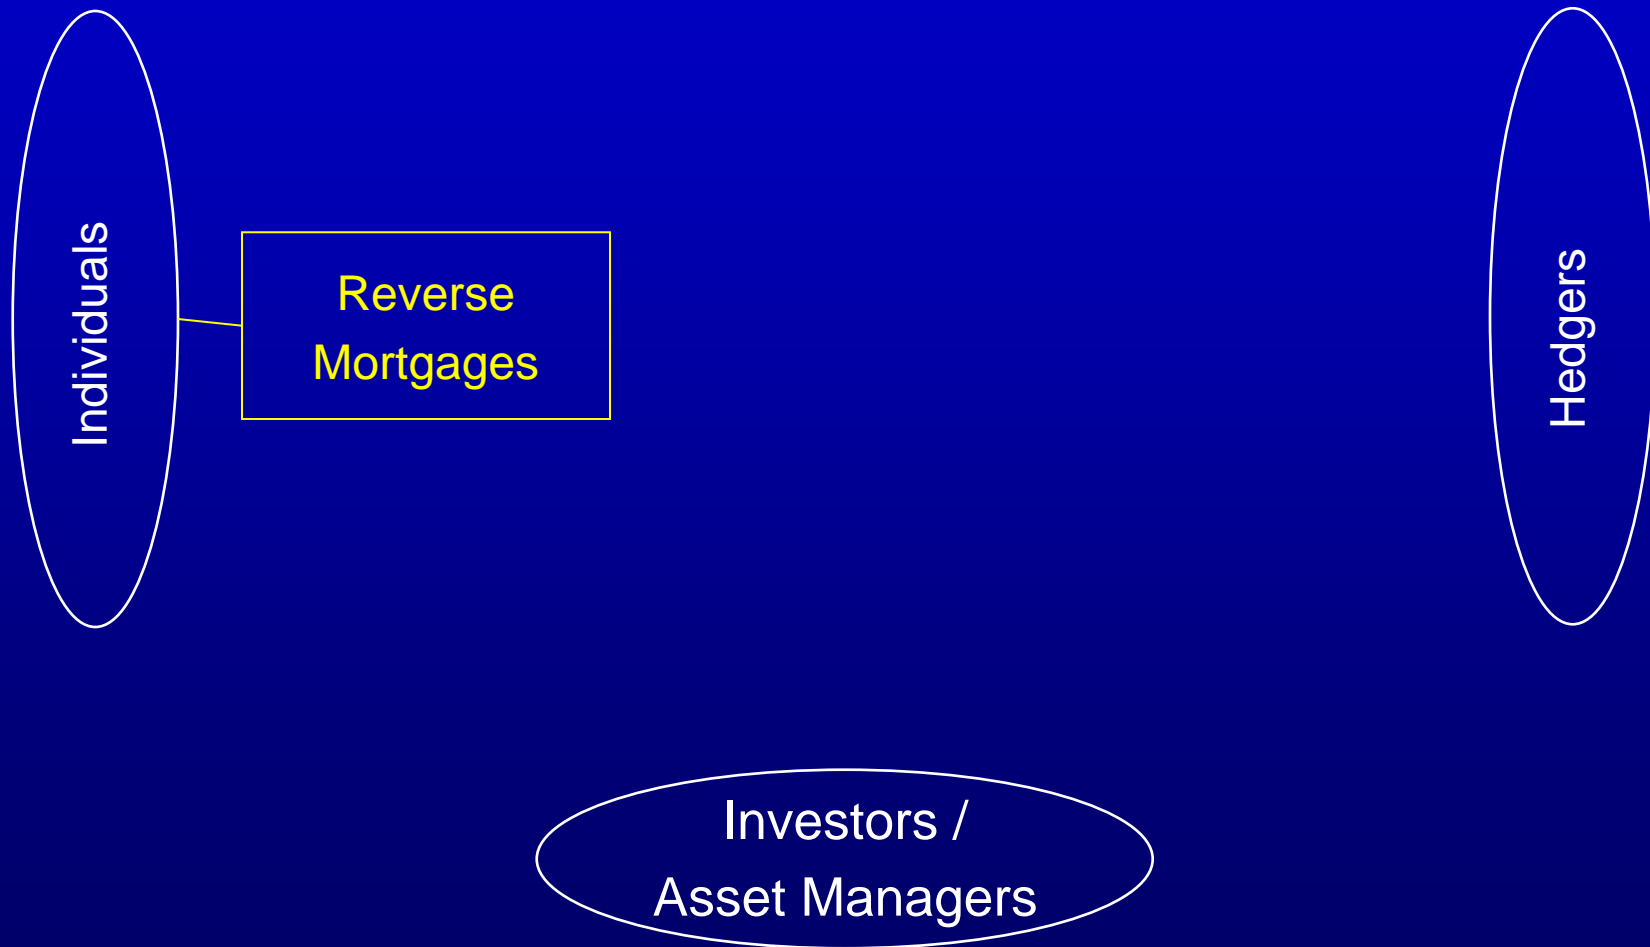 Individuals
Reverse
Mortgages
Hedgers
Investors /
Asset Managers